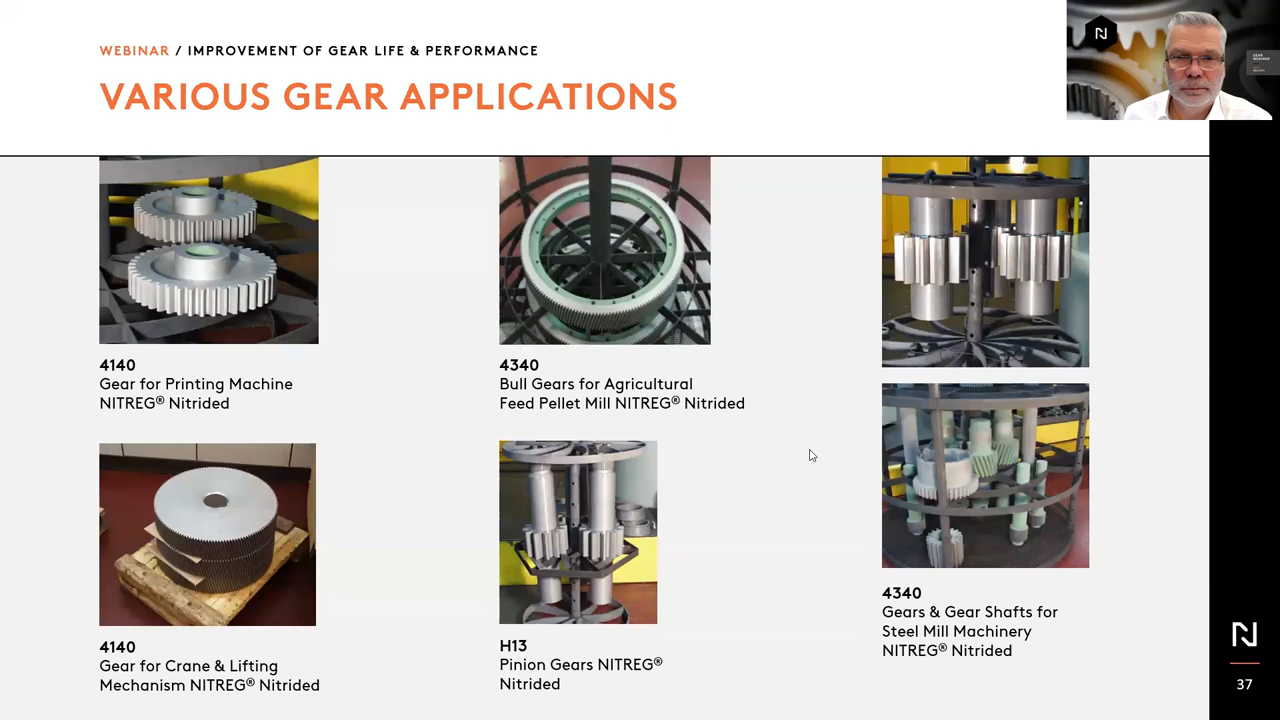 WEBINAR / IMPROVEMENT OF GEAR LIFE & PERFORMANCE
VARIOUS GEAR APPLICATIONS
4140
Gear for Printing Machine
NITREG® Nitrided
4340
Bull Gears for Agricultural
Feed Pellet Mill NITREG® Nitrided
4140
Gear for Crane & Lifting
Mechanism NITREG® Nitrided
H13
Pinion Gears NITREG®
Nitrided
4340
Gears & Gear Shafts for
Steel Mill Machinery
NITREG® Nitrided
N
N
37
GEAR
WEBINAR